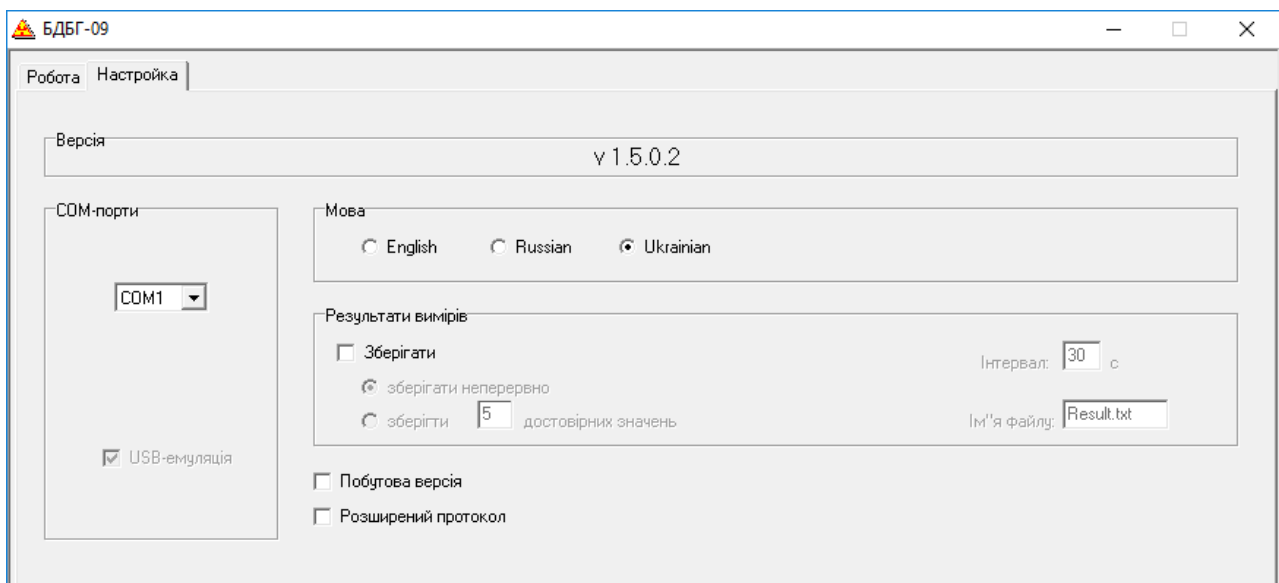 БДБГ-09
Робота Настройка
Версія
v 1.5.0.2
COM-порти
COM1
USB-емуляція
Мова
English Russian Ukrainian
Результати вимірів
Зберігати
зберігати неперервно
зберігти 5 достовірних значень
Інтервал: 30 с
Ім''я файлу: Result.txt
Побутова версія
Розширений протокол